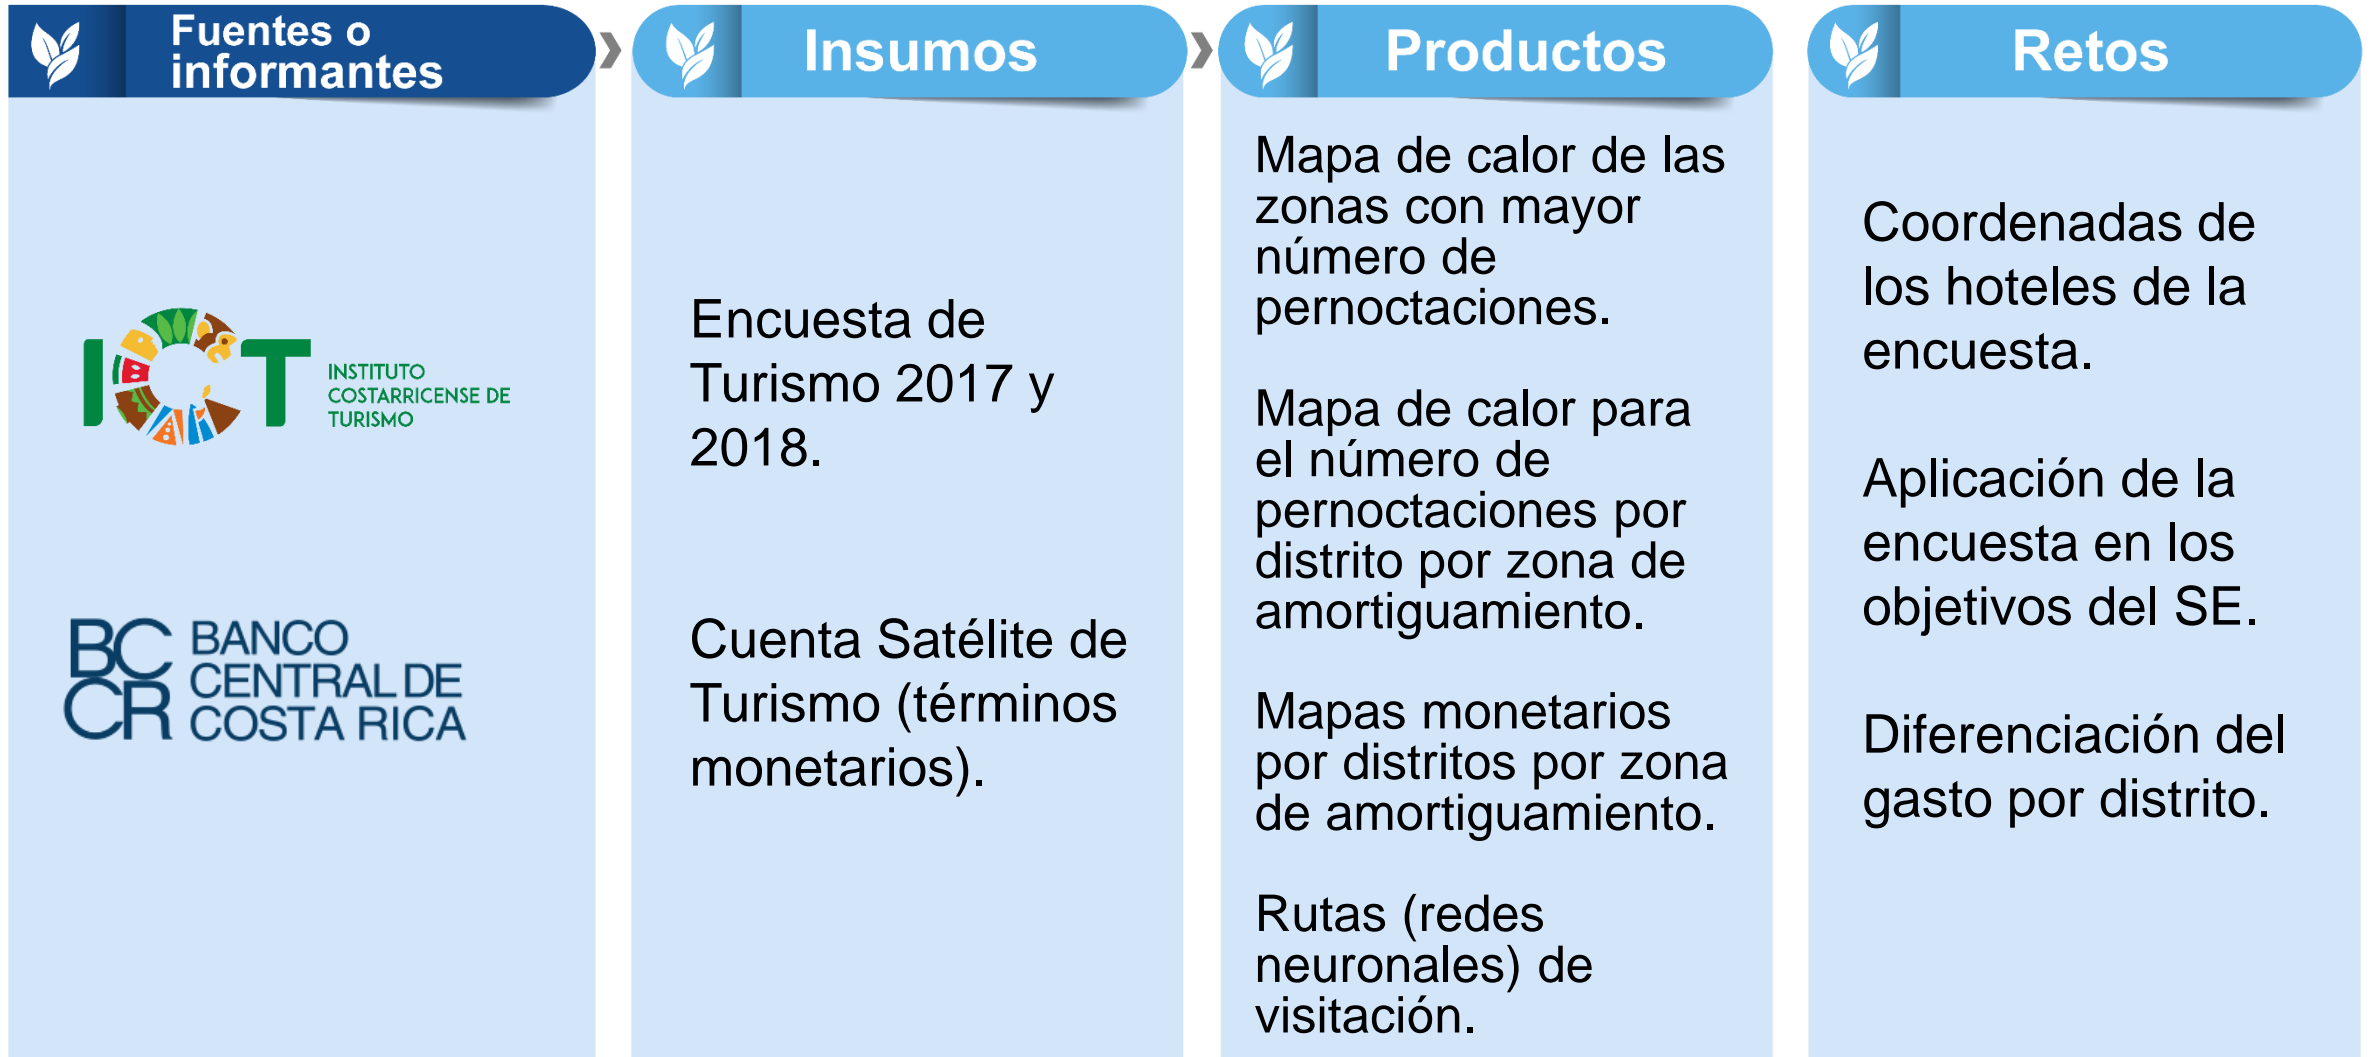 Fuentes o
informantes
ICT
INSTITUTO
COSTARRICENSE DE
TURISMO
BC
CR
BANCO
CENTRAL DE
COSTA RICA
Insumos
Encuesta de
Turismo 2017 y
2018.
Cuenta Satélite de
Turismo (términos
monetarios).
Productos
Mapa de calor de las
zonas con mayor
número de
pernoctaciones.
Mapa de calor para
el número de
pernoctaciones por
distrito por zona de
amortiguamiento.
Mapas monetarios
por distritos por zona
de amortiguamiento.
Rutas (redes
neuronales) de
visitación.
Retos
Coordenadas de
los hoteles de la
encuesta.
Aplicación de la
encuesta en los
objetivos del SE.
Diferenciación del
gasto por distrito.